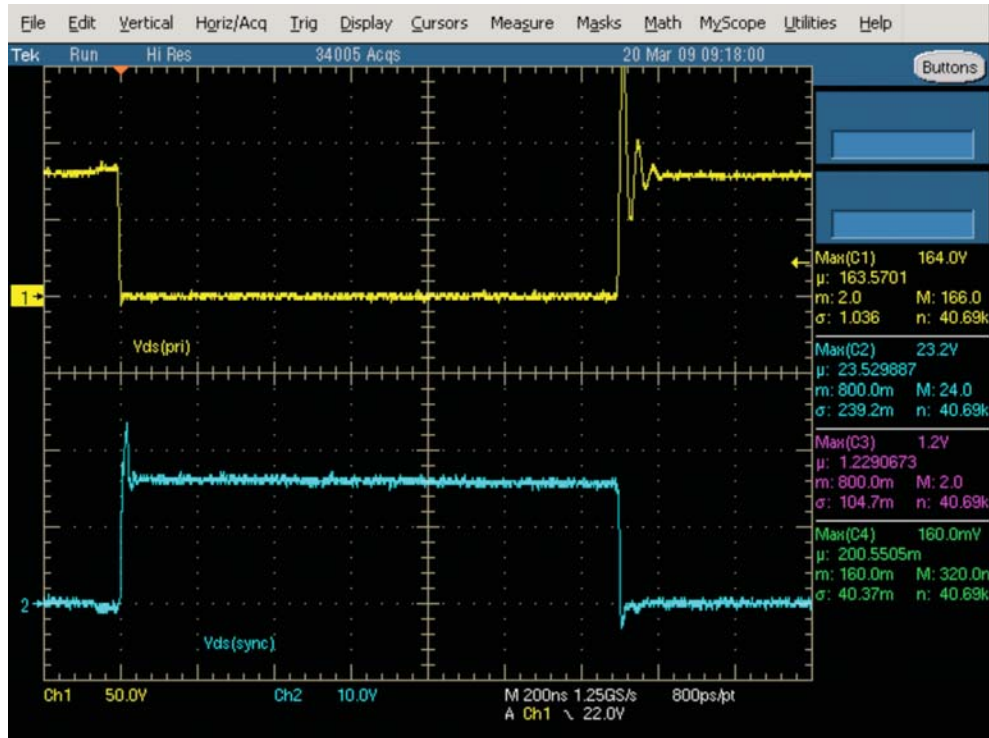 File Edit Vertical Horiz/Acq Trig Display Cursors Measure Masks Math MyScope Utilities Help
Tek Run Hi Res 34005 Acqs 20 Mar 09 09:18:00
Buttons
Max(C1) 164.0V
µ: 163.5701
m: 2.0 M: 166.0
σ: 1.036 n: 40.69k
1
Vds(pri)
Max(C2) 23.2V
µ: 23.529887
m: 800.0m M: 24.0
σ: 239.2m n: 40.69k
Max(C3) 1.2V
µ: 1.2290673
m: 800.0m M: 2.0
σ: 104.7m n: 40.69k
Max(C4) 160.0mV
µ: 200.5505m
m: 160.0m M: 320.0m
σ: 40.37m n: 40.69k
2
Vds(sync)
Ch1 50.0V Ch2 10.0V M 200ns 1.25GS/s 800ps/pt
A Ch1 \ 22.0V